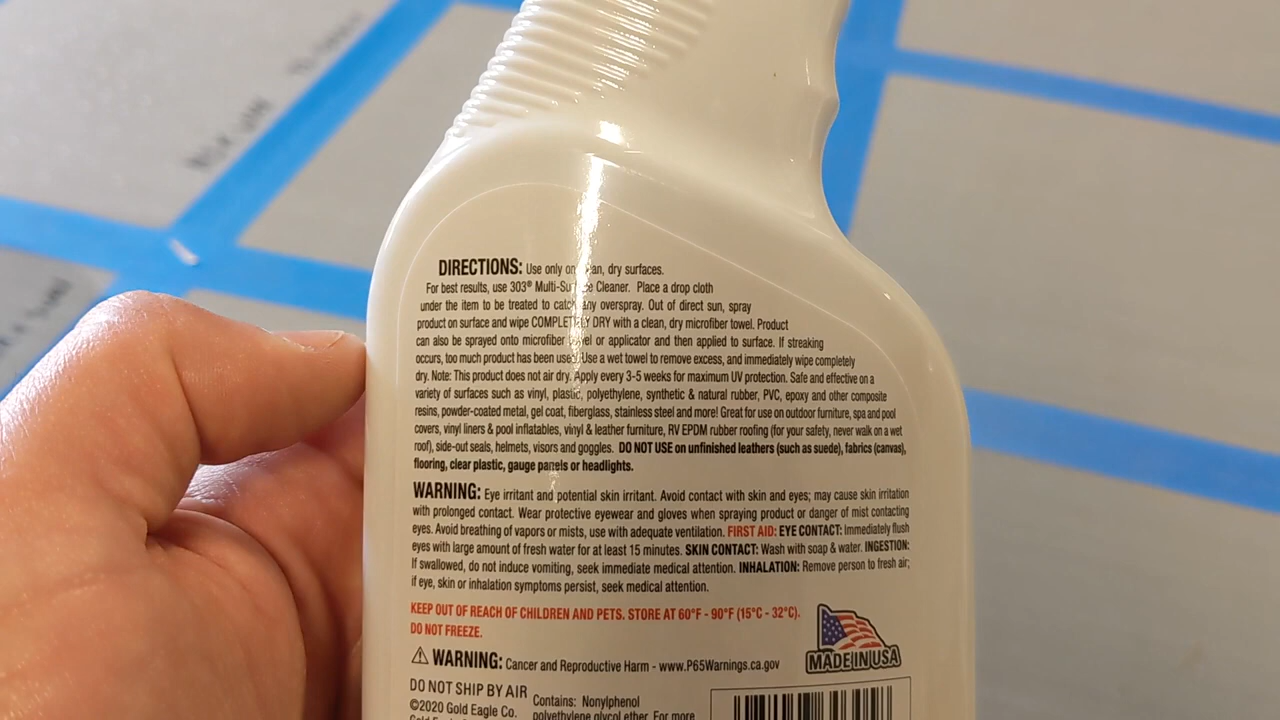 DIRECTIONS: Use only on clean, dry surfaces.
For best results, use 303® Multi-Surface Cleaner. Place a drop cloth
under the item to be treated to catch any overspray. Out of direct sun, spray
product on surface and wipe COMPLETELY DRY with a clean, dry microfiber towel. Product
can also be sprayed onto microfiber towel or applicator and then applied to surface. If streaking
occurs, too much product has been used. Use a wet towel to remove excess, and immediately wipe completely
dry. Note: This product does not air dry. Apply every 3-5 weeks for maximum UV protection. Safe and effective on a
variety of surfaces such as vinyl, plastic, polyethylene, synthetic & natural rubber, PVC, epoxy and other composite
resins, powder-coated metal, gel coat, fiberglass, stainless steel and more! Great for use on outdoor furniture, spa and pool
covers, vinyl liners & pool inflatables, vinyl & leather furniture, RV EPDM rubber roofing (for your safety, never walk on a wet
roof), side-out seals, helmets, visors and goggles. DO NOT USE on unfinished leathers (such as suede), fabrics (canvas),
flooring, clear plastic, gauge panels or headlights.
WARNING: Eye irritant and potential skin irritant. Avoid contact with skin and eyes; may cause skin irritation
with prolonged contact. Wear protective eyewear and gloves when spraying product or danger of mist contacting
eyes. Avoid breathing of vapors or mists, use with adequate ventilation. FIRST AID: EYE CONTACT: Immediately flush
eyes with large amount of fresh water for at least 15 minutes. SKIN CONTACT: Wash with soap & water. INGESTION:
If swallowed, do not induce vomiting, seek immediate medical attention. INHALATION: Remove person to fresh air;
if eye, skin or inhalation symptoms persist, seek medical attention.
KEEP OUT OF REACH OF CHILDREN AND PETS. STORE AT 60°F - 90°F (15°C - 32°C).
DO NOT FREEZE.
MADE IN USA
WARNING: Cancer and Reproductive Harm - www.P65Warnings.ca.gov
DO NOT SHIP BY AIR
©2020 Gold Eagle Co.
Gold Eagle Co.
Contains: Nonylphenol
polyethylene glycol ether. For more